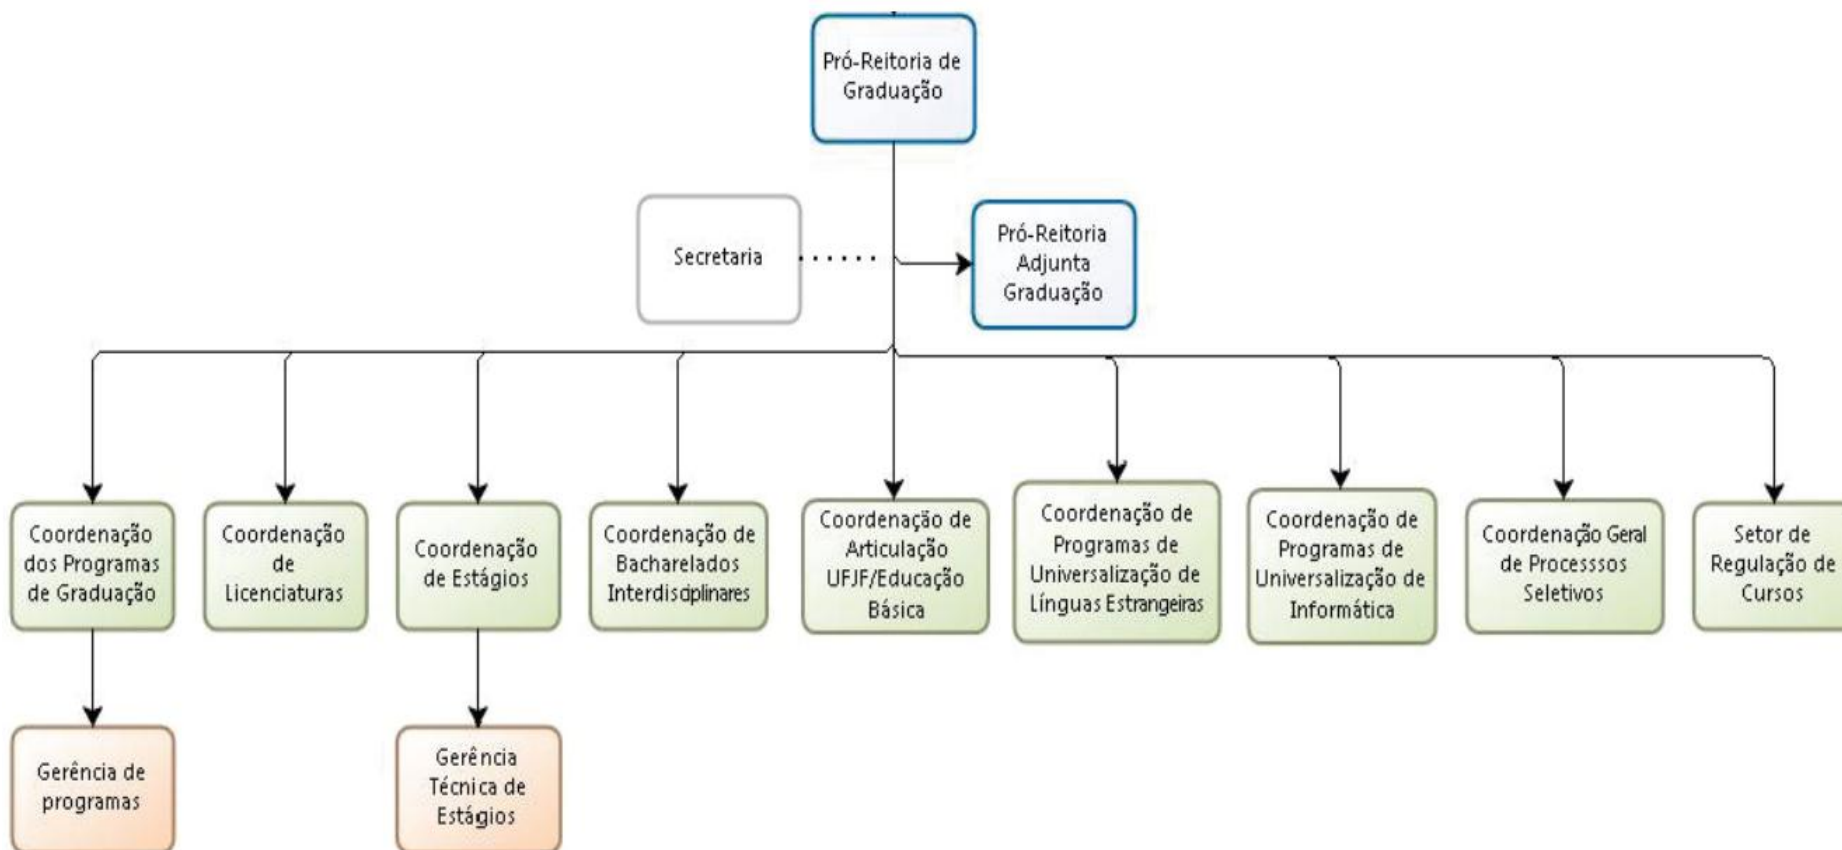 Pró-Reitoria de
Graduação
Secretaria
Pró-Reitoria
Adjunta
Graduação
Coordenação
dos Programas
de Graduação
Coordenação
de
Licenciaturas
Coordenação
de Estágios
Coordenação de
Bacharelados
Interdisciplinares
Coordenação de
Articulação
UFJF/Educação
Básica
Coordenação de
Programas de
Universalização de
Línguas Estrangeiras
Coordenação de
Programas de
Universalização de
Informática
Coordenação Geral
de Processsos
Seletivos
Setor de
Regulação de
Cursos
Gerência de
programas
Gerência
Técnica de
Estágios